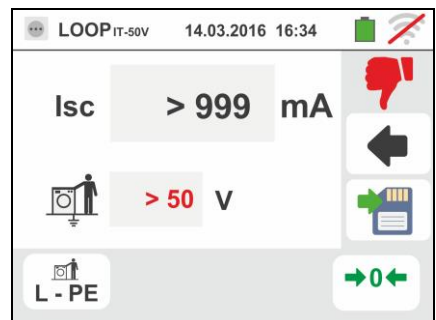 LOOP IT-50V 14.03.2016 16:34
Isc > 999 mA
> 50 V
L - PE
➔0←